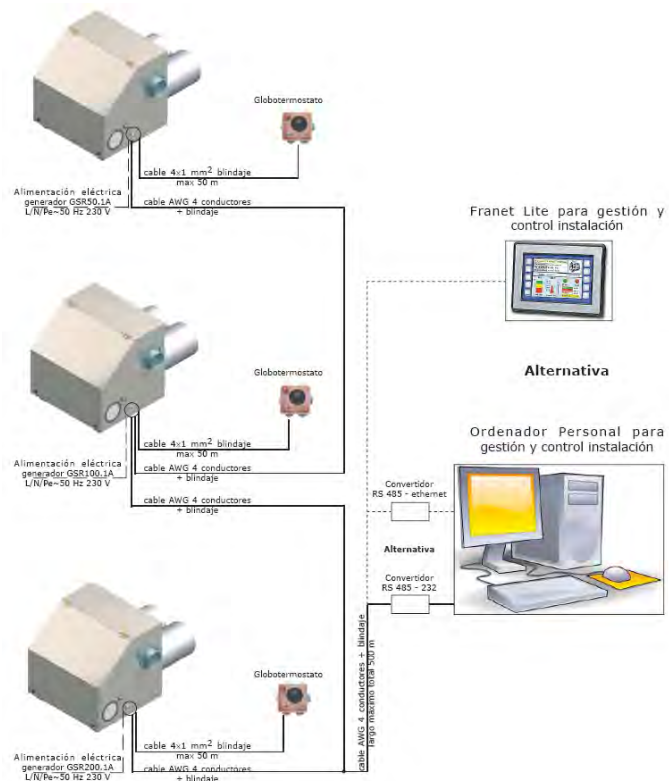 Globotermostato
cable 4x1 mm² blindaje
max 50 m
Alimentación eléctrica
generador GSR50.1A
L/N/Pe~50 Hz 230 V
cable AWG 4 conductores
+ blindaje
Franet Lite para gestión y
control instalación
Alternativa
Globotermostato
cable 4x1 mm² blindaje
max 50 m
Alimentación eléctrica
generador GSR100.1A
L/N/Pe~50 Hz 230 V
cable AWG 4 conductores
+ blindaje
cable AWG 4 conductores
+ blindaje
Ordenador Personal para
gestión y control instalación
Convertidor
RS 485 - ethernet
Alternativa
Convertidor
RS 485 - 232
cable AWG 4 conductores + blindaje
largo máximo total 500 m
Globotermostato
cable 4x1 mm² blindaje
max 50 m
Alimentación eléctrica
generador GSR200.1A
L/N/Pe~50 Hz 230 V
cable AWG 4 conductores
+ blindaje